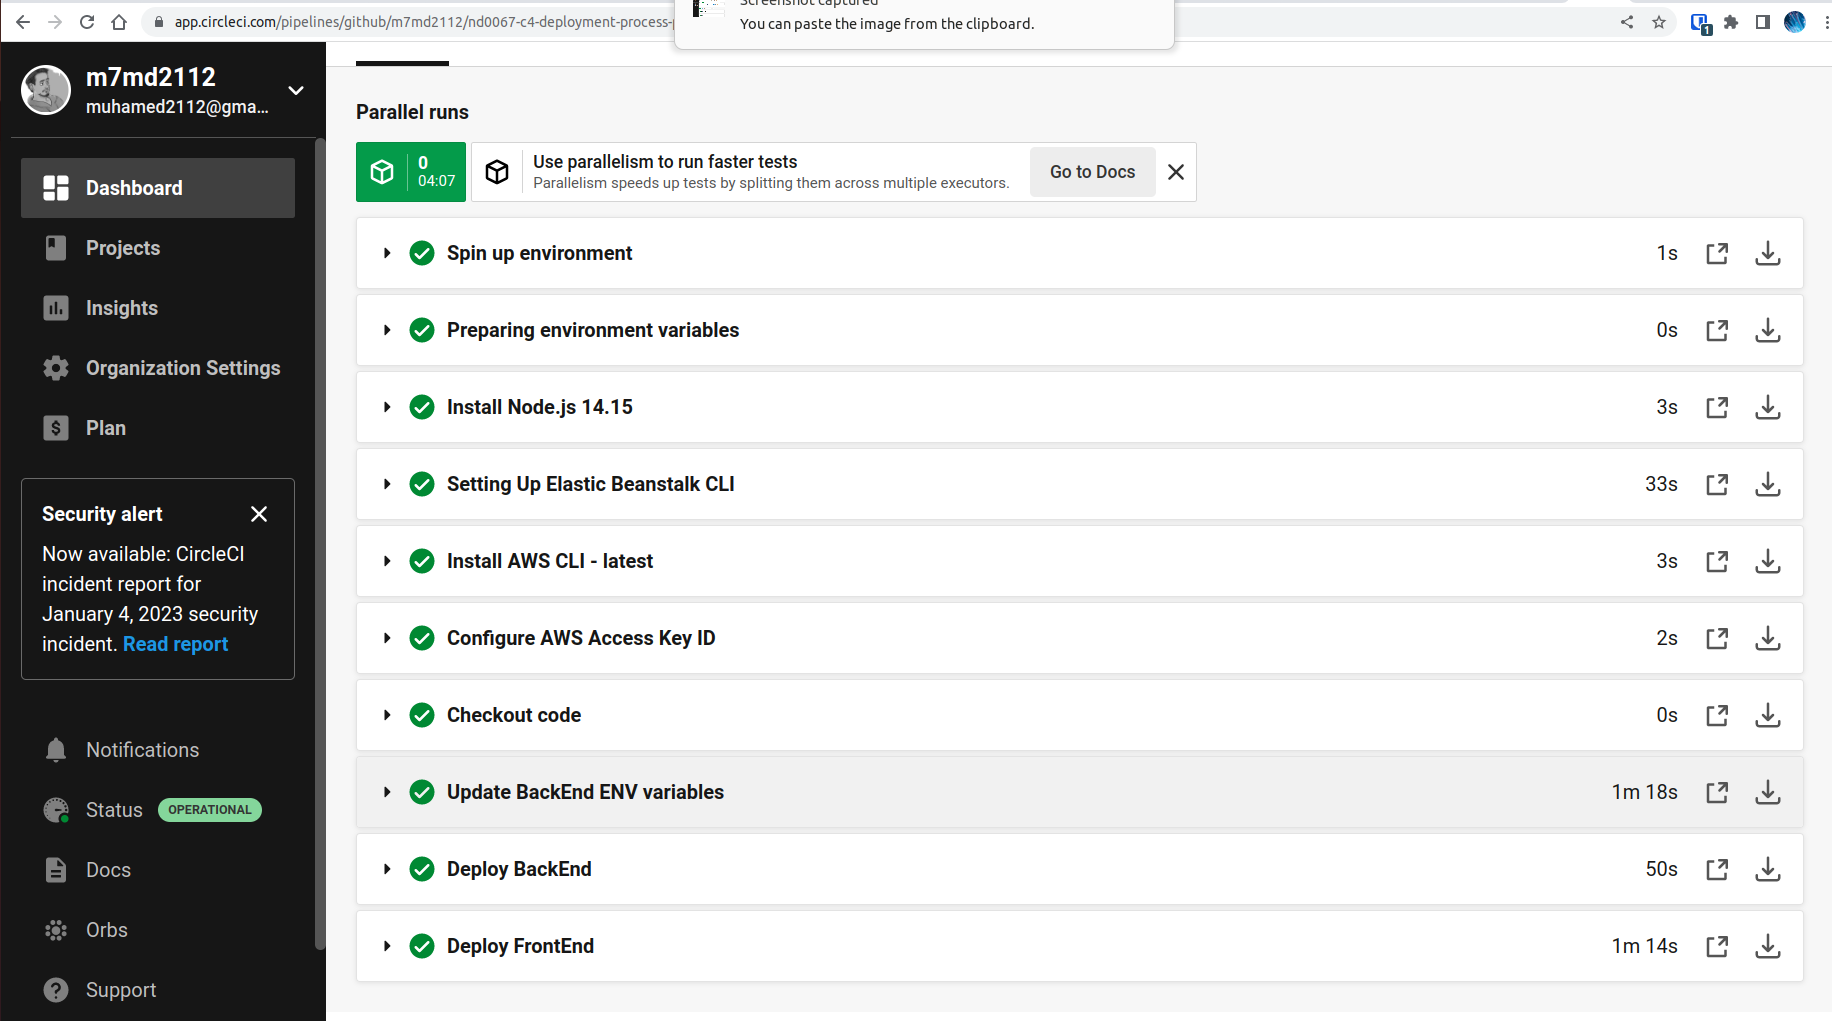 app.circleci.com/pipelines/github/m7md2112/nd0067-c4-deployment-process-
Screenshot captured
You can paste the image from the clipboard.
1
m7md2112
muhamed2112@gma...
Dashboard
Projects
Insights
Organization Settings
Plan
Security alert
Now available: CircleCI
incident report for
January 4, 2023 security
incident. Read report
Notifications
Status OPERATIONAL
Docs
Orbs
Support
Parallel runs
0
04:07
Use parallelism to run faster tests
Parallelism speeds up tests by splitting them across multiple executors.
Go to Docs
Spin up environment 1s
Preparing environment variables 0s
Install Node.js 14.15 3s
Setting Up Elastic Beanstalk CLI 33s
Install AWS CLI - latest 3s
Configure AWS Access Key ID 2s
Checkout code 0s
Update BackEnd ENV variables 1m 18s
Deploy BackEnd 50s
Deploy FrontEnd 1m 14s